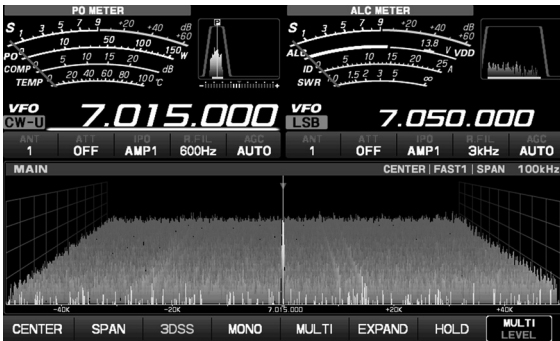 PO METER
S 1 3 5 7 9 +20 +40 +60 dB
PO 10 50 100 150 W
COMP 5 10 15 20 dB
TEMP 20 40 60 80 100 °C
P
ALC METER
S 1 3 5 7 9 +20 +40 +60 dB
ALC 13.8 V VDD
ID 5 10 15 20 25 A
SWR 1.5 2 3 5 ∞
VFO
CW-U
7.015.000
VFO
LSB
7.050.000
ANT ATT IPO R.FIL AGC
1 OFF AMP1 600Hz AUTO
ANT ATT IPO R.FIL AGC
1 OFF AMP1 3kHz AUTO
MAIN CENTER | FAST1 | SPAN 100kHz
-40K -20K 7.015.000 +20K +40K
CENTER SPAN 3DSS MONO MULTI EXPAND HOLD MULTI
LEVEL